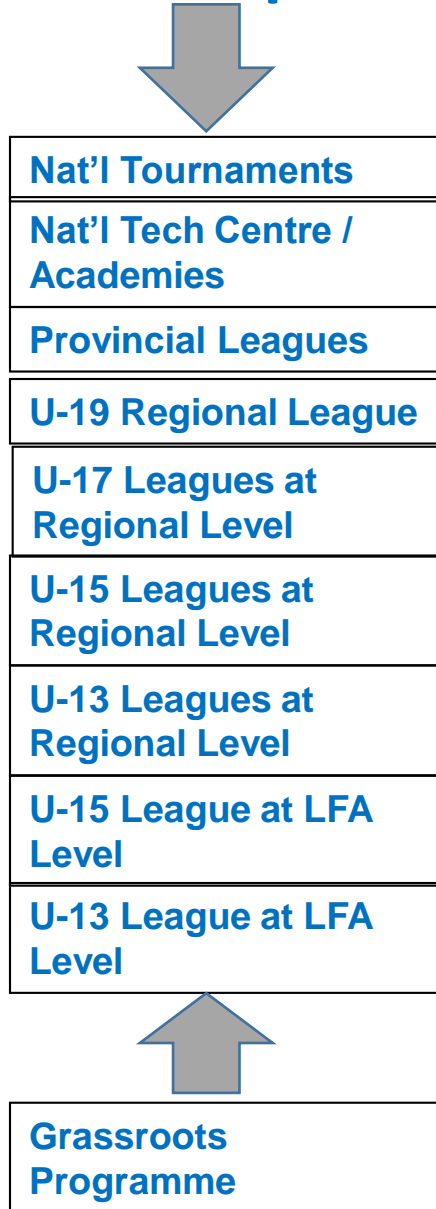 Nat'l Tournaments
Nat'l Tech Centre /
Academies
Provincial Leagues
U-19 Regional League
U-17 Leagues at
Regional Level
U-15 Leagues at
Regional Level
U-13 Leagues at
Regional Level
U-15 League at LFA
Level
U-13 League at LFA
Level
Grassroots
Programme